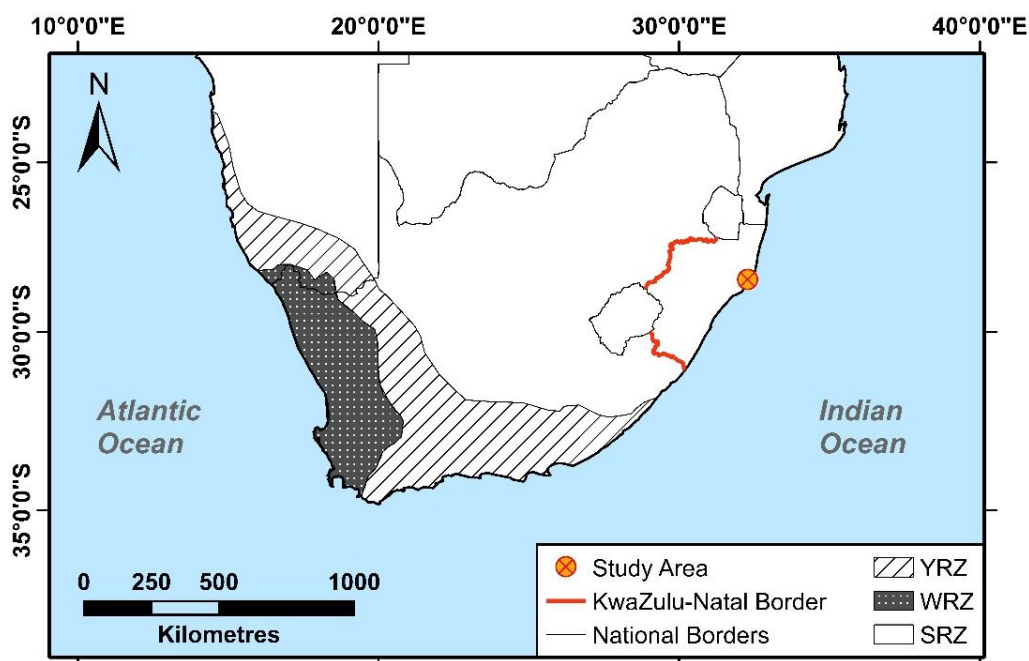 10°0'0"E
20°0'0"E
30°0'0"E
40°0'0"E
N
25°0'0"S
30°0'0"S
35°0'0"S
Atlantic
Ocean
Indian
Ocean
0 250 500 1000
Kilometres
Study Area
KwaZulu-Natal Border
National Borders
YRZ
WRZ
SRZ